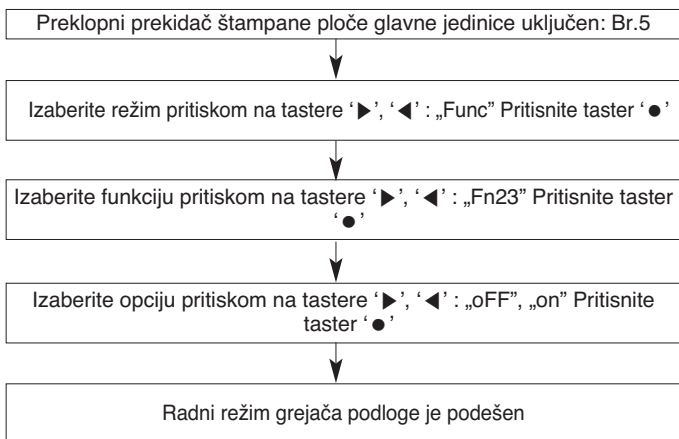 Preklopni prekidač štampane ploče glavne jedinice uključen: Br.5
Izaberite režim pritiskom na tastere ‘▶’, ‘◀’ : „Func” Pritisnite taster ‘●’
Izaberite funkciju pritiskom na tastere ‘▶’, ‘◀’ : „Fn23” Pritisnite taster
‘●’
Izaberite opciju pritiskom na tastere ‘▶’, ‘◀’ : „oFF”, „on” Pritisnite
taster ‘●’
Radni režim grejača podloge je podešen